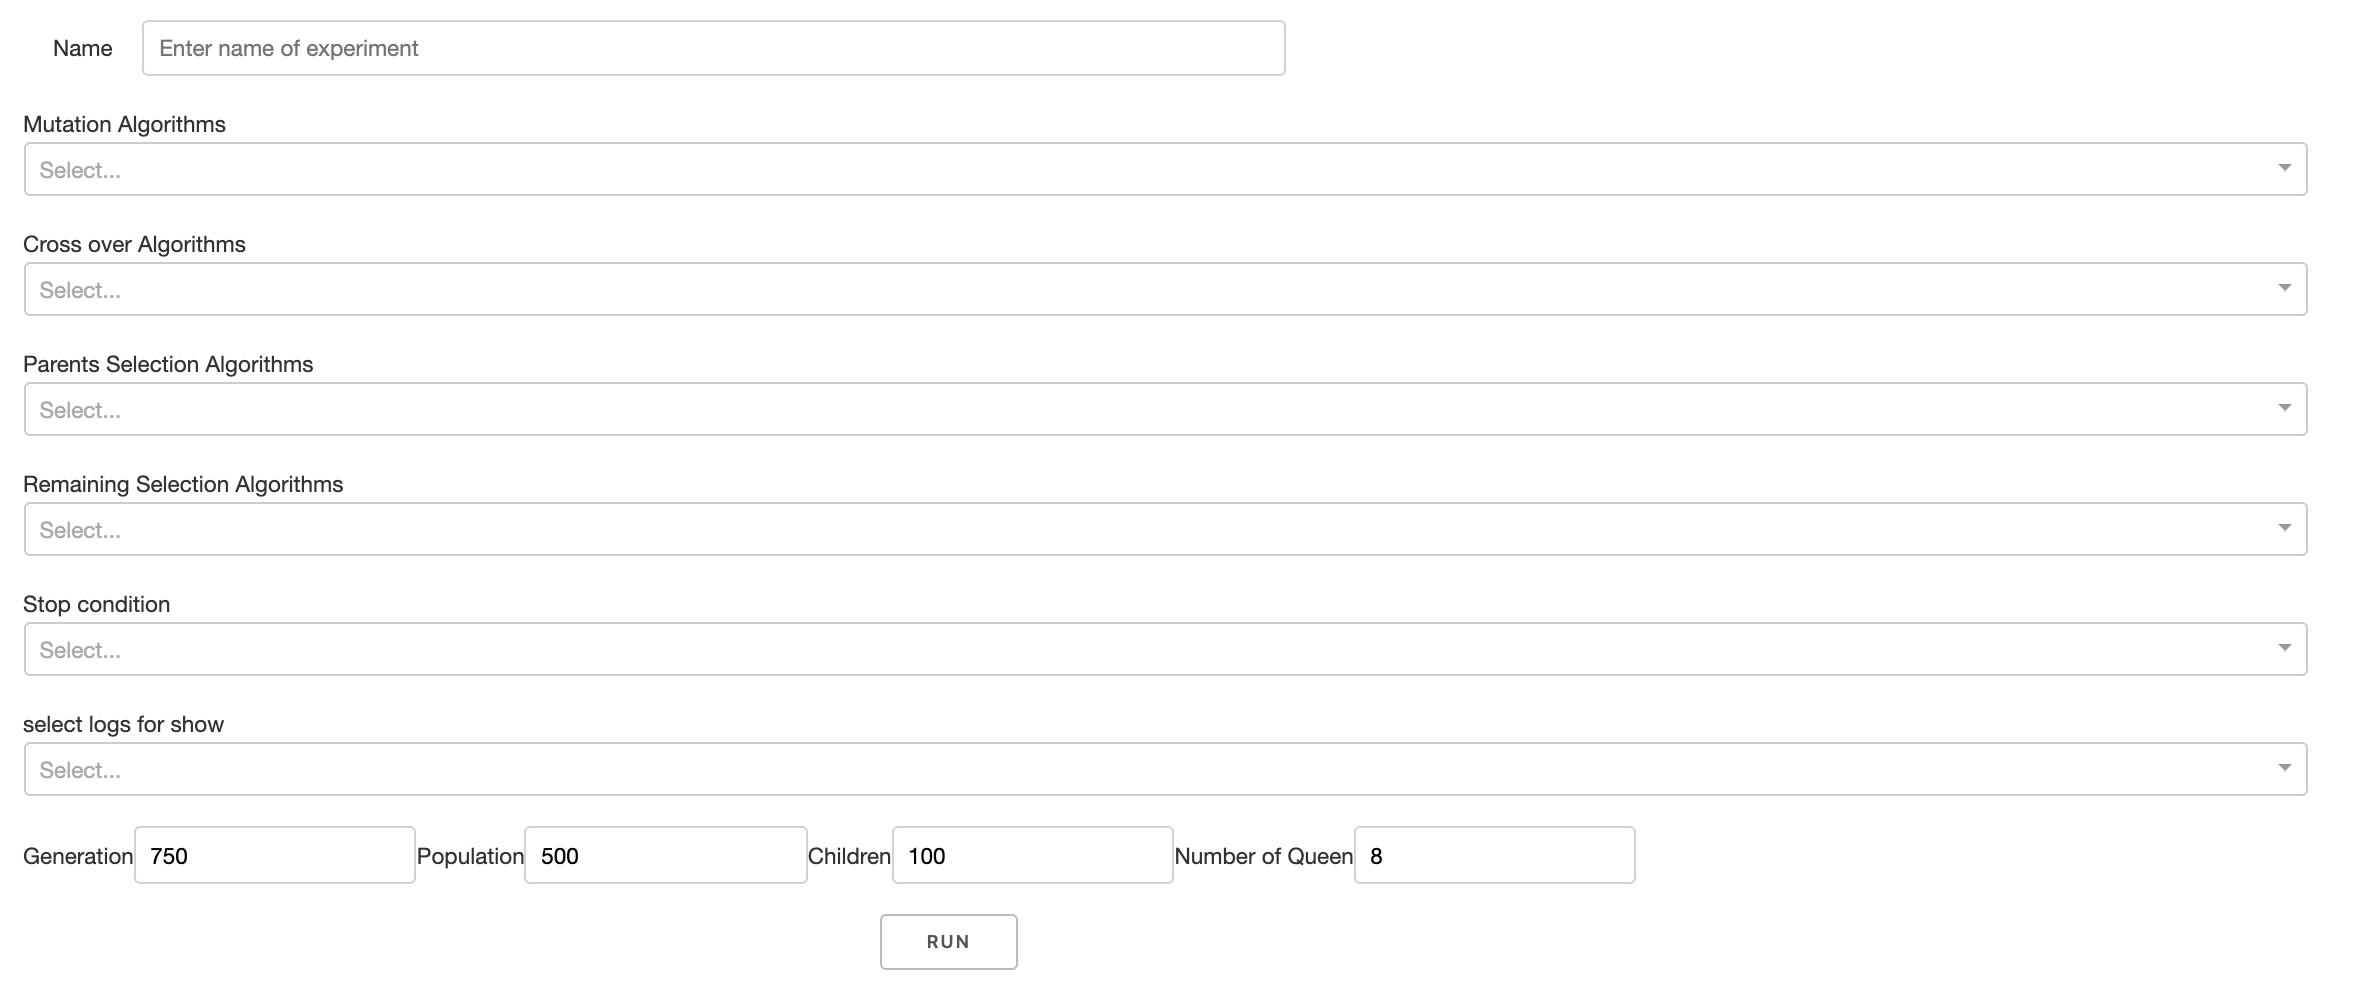 Name Enter name of experiment
Mutation Algorithms
Select...
Cross over Algorithms
Select...
Parents Selection Algorithms
Select...
Remaining Selection Algorithms
Select...
Stop condition
Select...
select logs for show
Select...
Generation 750 Population 500 Children 100 Number of Queen 8
RUN